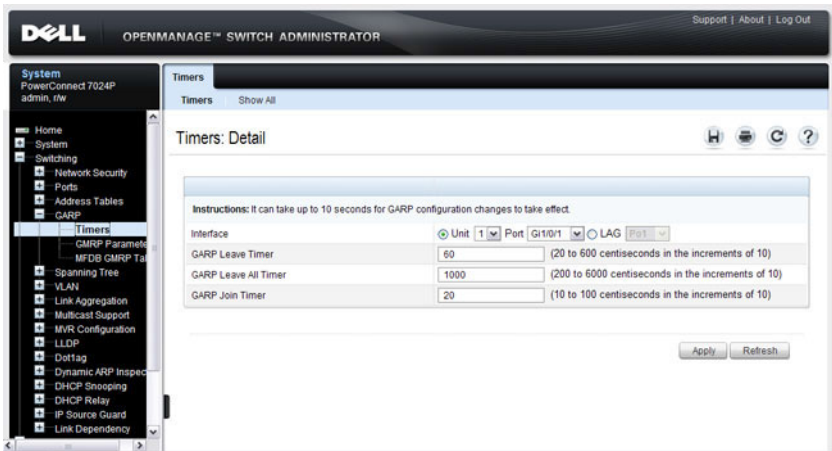 Support | About | Log Out
DELL
OPENMANAGE™ SWITCH ADMINISTRATOR
System
PowerConnect 7024P
admin, r/w
Home
System
Switching
Network Security
Ports
Address Tables
GARP
Timers
GMRP Paramete
MFDB GMRP Tal
Spanning Tree
VLAN
Link Aggregation
Multicast Support
MVR Configuration
LLDP
Dot1ag
Dynamic ARP Inspec
DHCP Snooping
DHCP Relay
IP Source Guard
Link Dependency
Timers
Timers Show All
Timers: Detail
Instructions: It can take up to 10 seconds for GARP configuration changes to take effect.
Interface Unit 1 Port Gi1/0/1 LAG Po1
GARP Leave Timer 60 (20 to 600 centiseconds in the increments of 10)
GARP Leave All Timer 1000 (200 to 6000 centiseconds in the increments of 10)
GARP Join Timer 20 (10 to 100 centiseconds in the increments of 10)
Apply Refresh